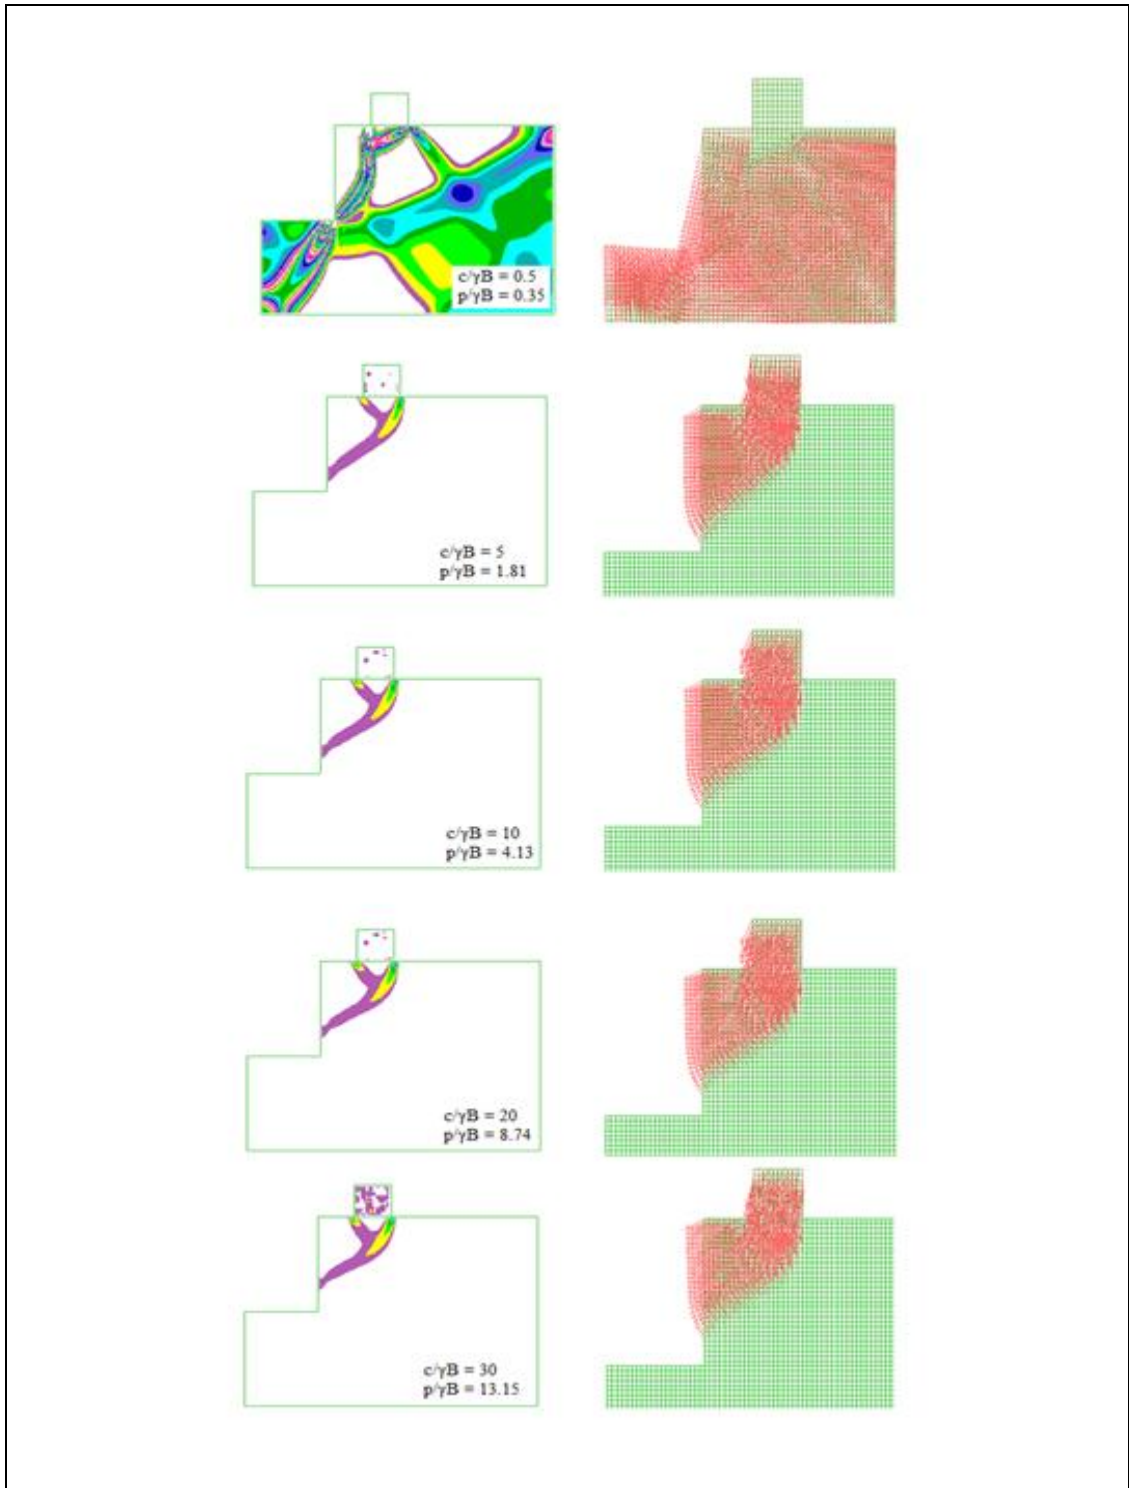 c/γB = 0.5
p/γB = 0.35
c/γB = 5
p/γB = 1.81
c/γB = 10
p/γB = 4.13
c/γB = 20
p/γB = 8.74
c/γB = 30
p/γB = 13.15